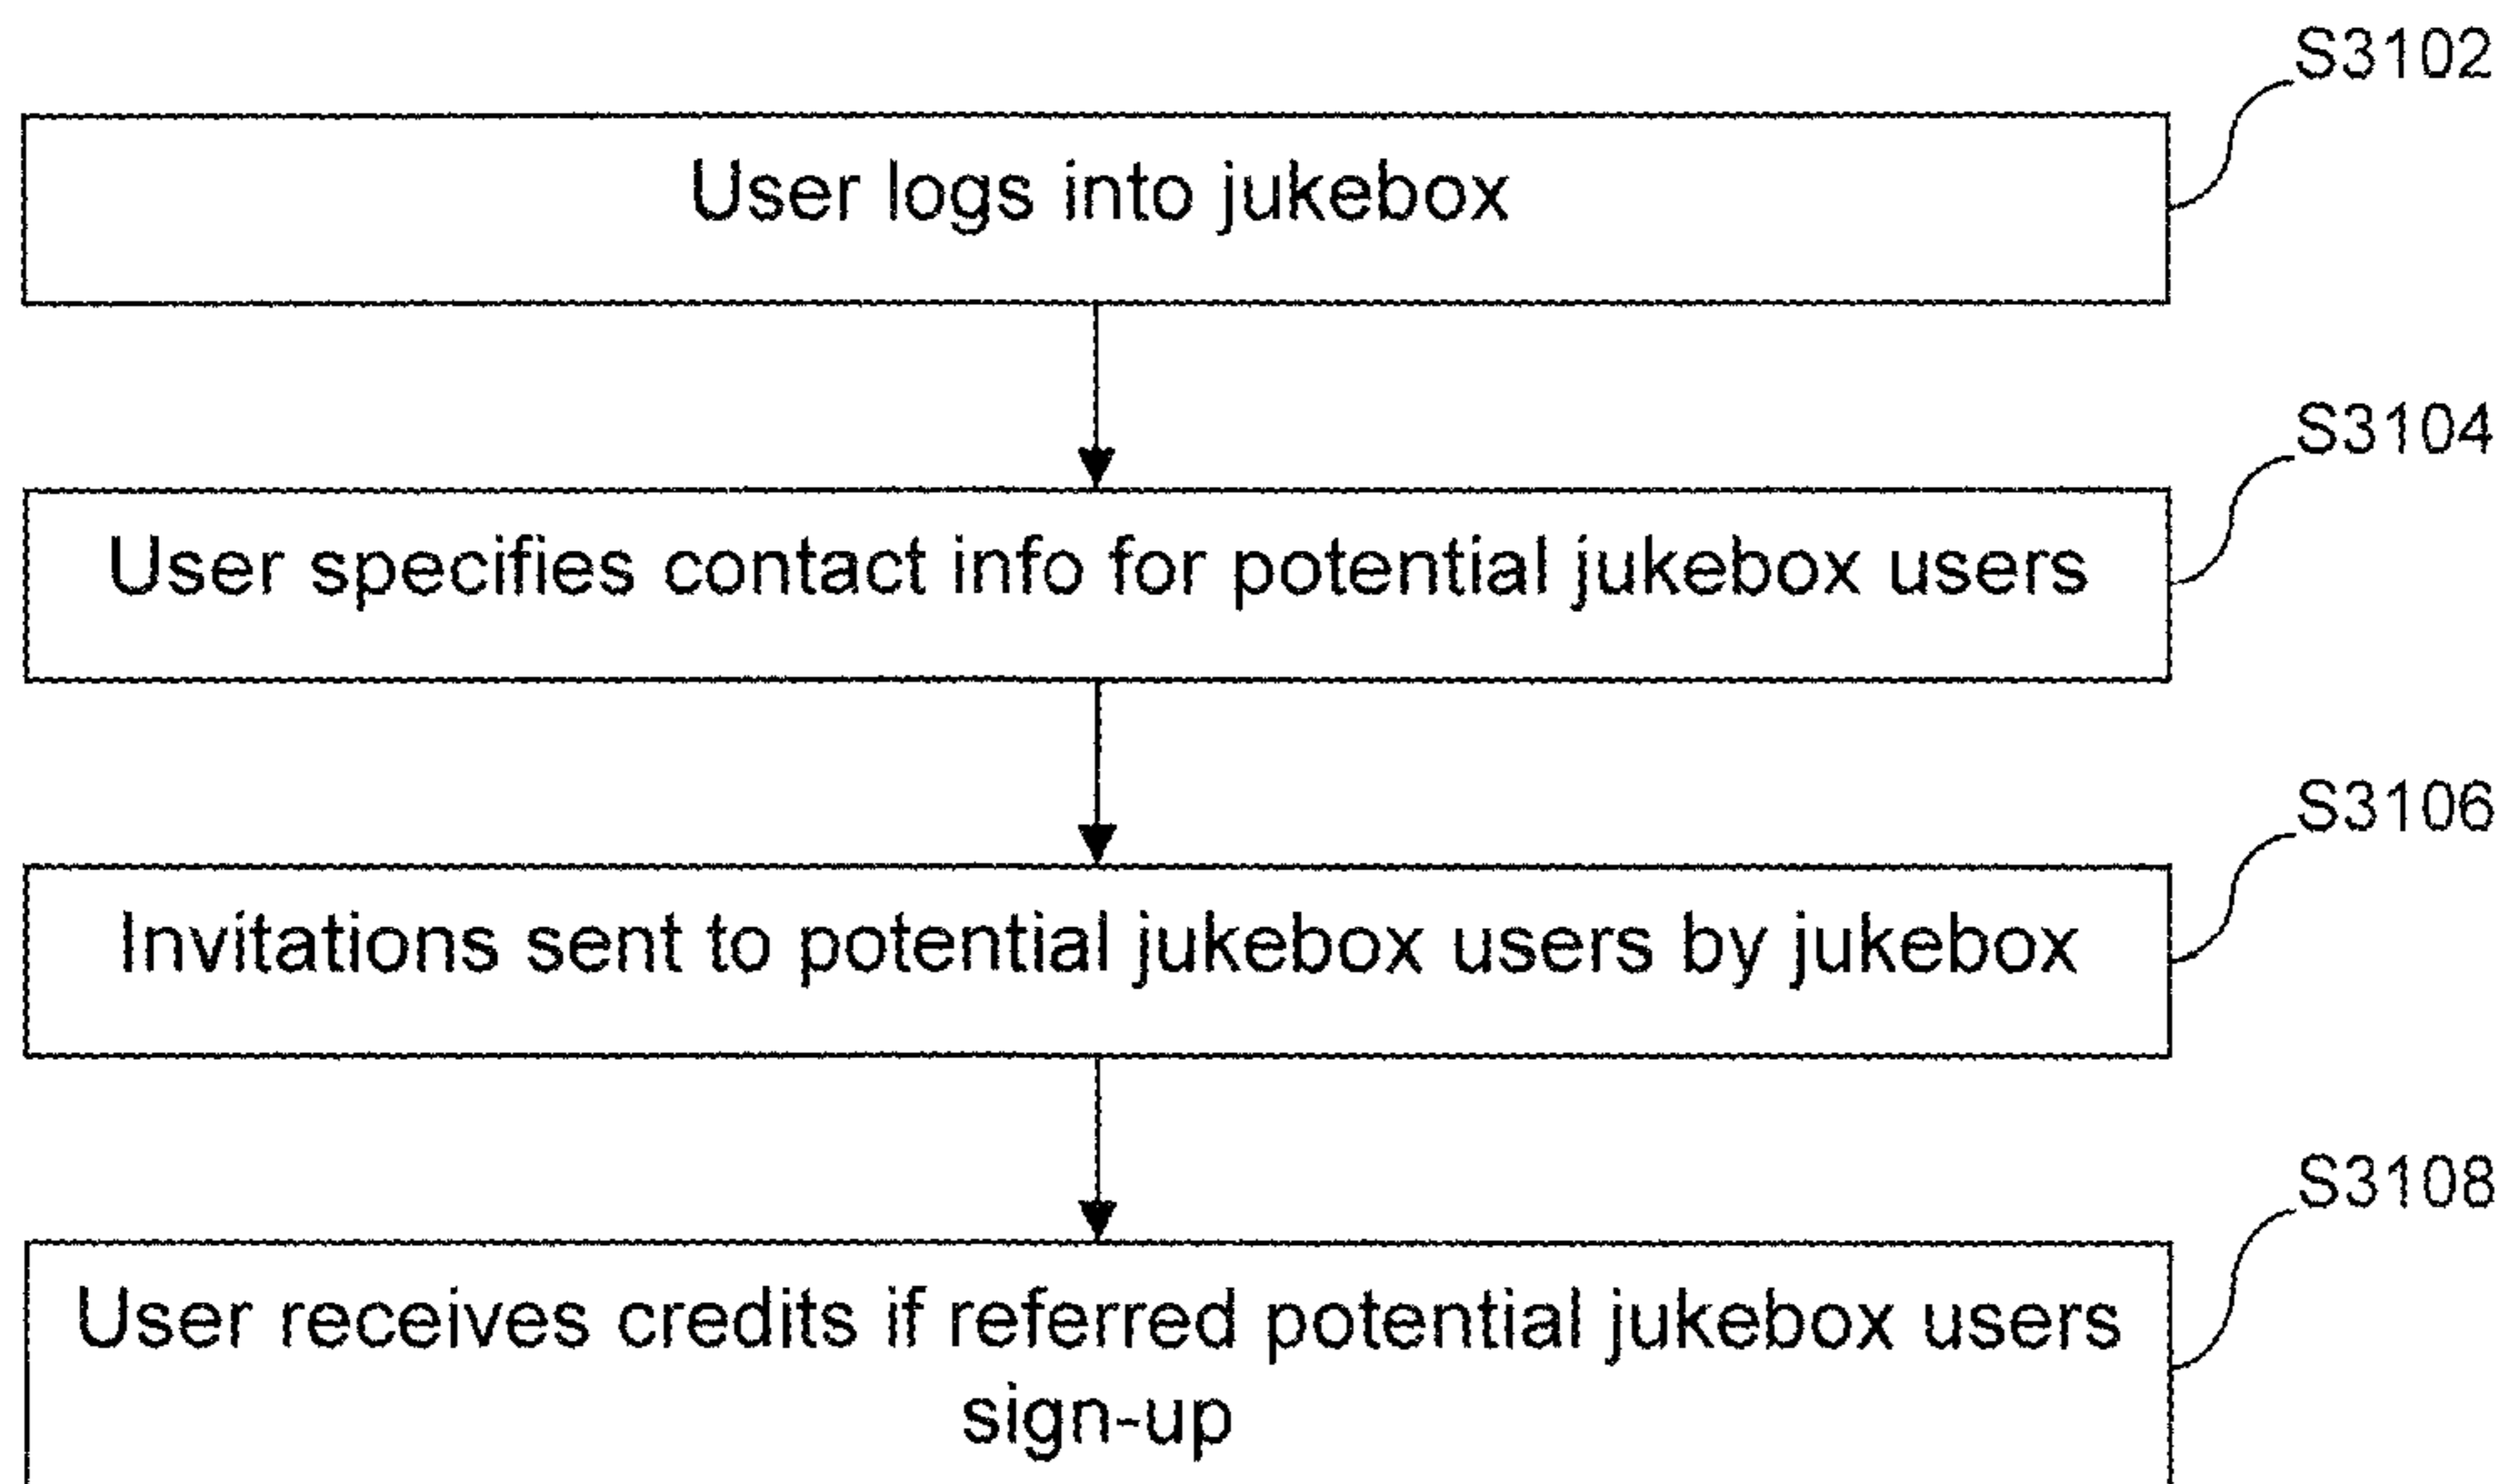 S3102
User logs into jukebox
S3104
User specifies contact info for potential jukebox users
S3106
Invitations sent to potential jukebox users by jukebox
S3108
User receives credits if referred potential jukebox users
sign-up